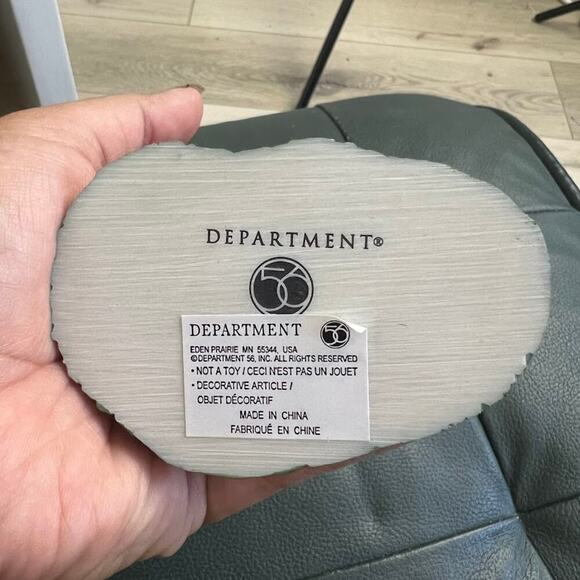 DEPARTMENT®
56
DEPARTMENT 56
EDEN PRAIRIE MN 55344, USA
©DEPARTMENT 56, INC. ALL RIGHTS RESERVED
• NOT A TOY / CECI N'EST PAS UN JOUET
• DECORATIVE ARTICLE /
OBJET DÉCORATIF
MADE IN CHINA
FABRIQUÉ EN CHINE